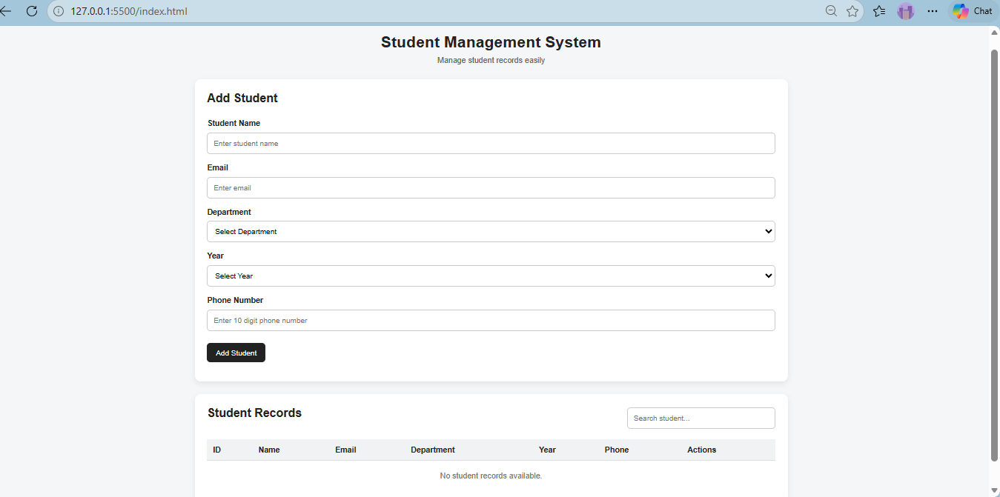 127.0.0.1:5500/index.html
Chat
Student Management System
Manage student records easily
Add Student
Student Name
Enter student name
Email
Enter email
Department
Select Department
Year
Select Year
Phone Number
Enter 10 digit phone number
Add Student
Student Records
Search student...
ID Name Email Department Year Phone Actions
No student records available.